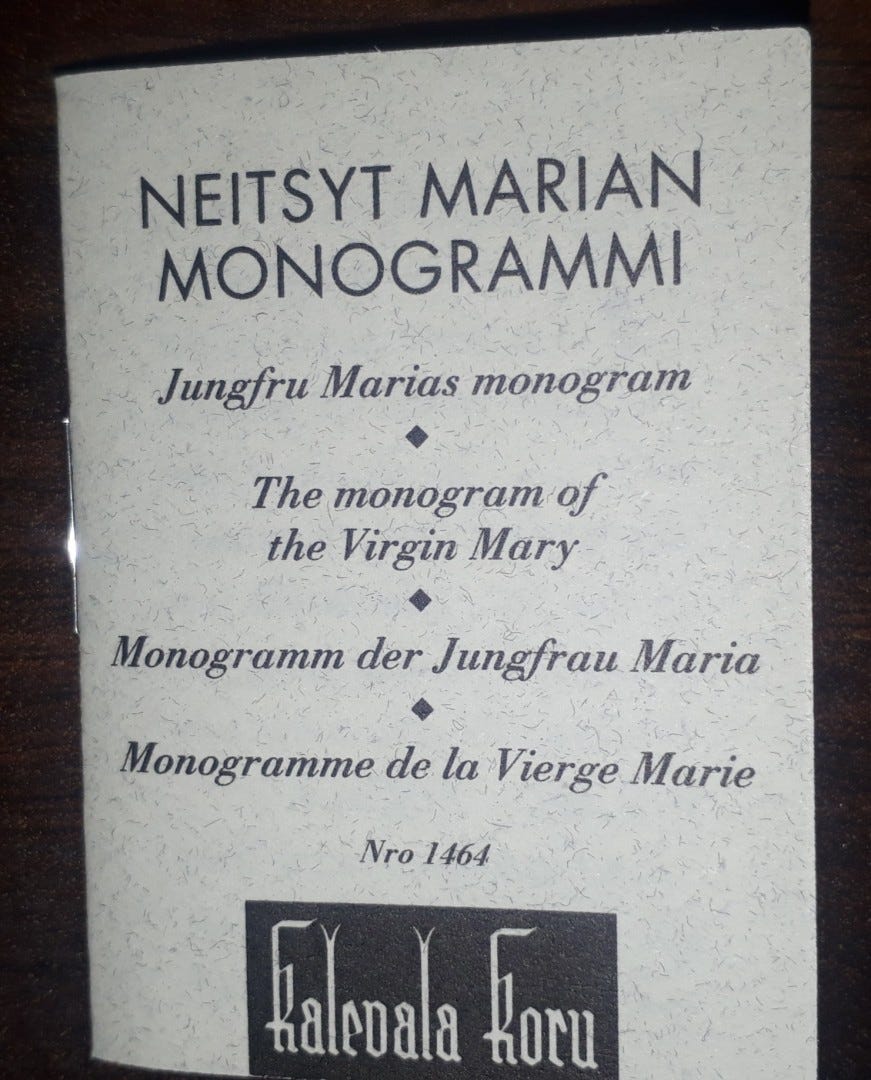 NEITSYT MARIAN
MONOGRAMMI
Jungfru Marias monogram
The monogram of
the Virgin Mary
Monogramm der Jungfrau Maria
Monogramme de la Vierge Marie
Nro 1464
Kalevala Koru